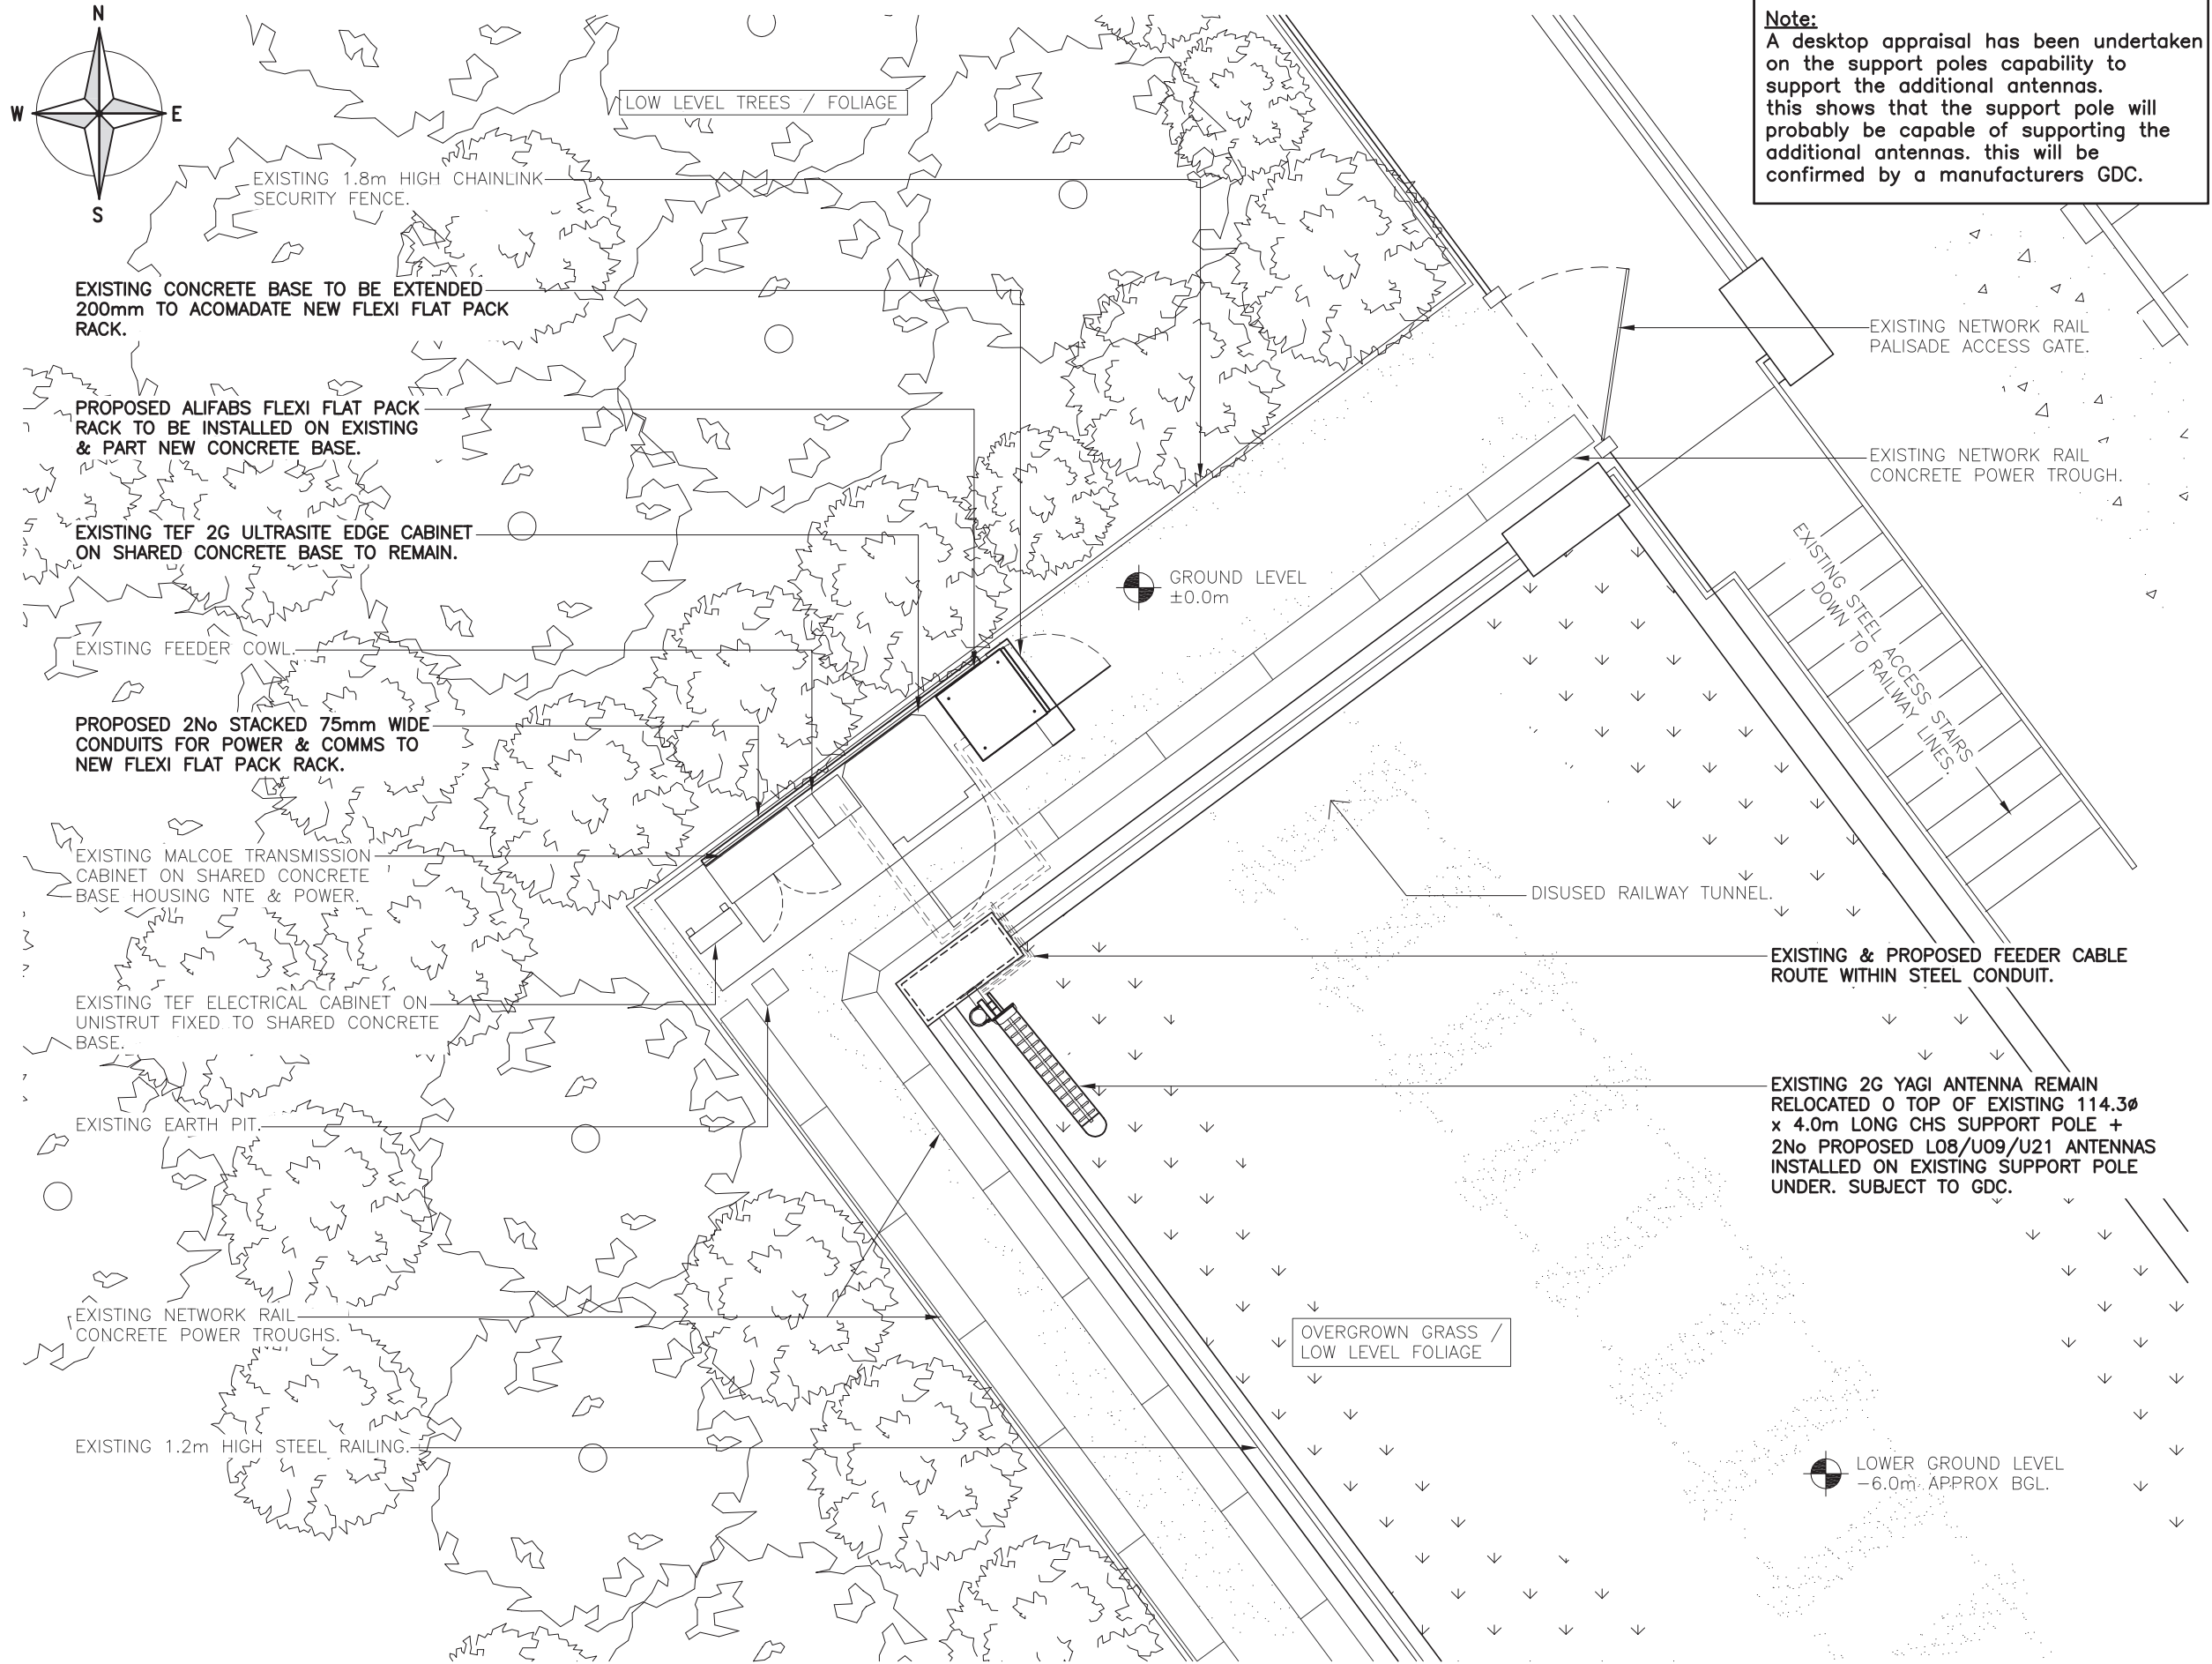 N
W
E
S
Note:
A desktop appraisal has been undertaken
on the support poles capability to
support the additional antennas.
this shows that the support pole will
probably be capable of supporting the
additional antennas. this will be
confirmed by a manufacturers GDC.
LOW LEVEL TREES / FOLIAGE
EXISTING 1.8m HIGH CHAINLINK
SECURITY FENCE.
EXISTING CONCRETE BASE TO BE EXTENDED
200mm TO ACOMADATE NEW FLEXI FLAT PACK
RACK.
PROPOSED ALIFABS FLEXI FLAT PACK
RACK TO BE INSTALLED ON EXISTING
& PART NEW CONCRETE BASE.
EXISTING TEF 2G ULTRASITE EDGE CABINET
ON SHARED CONCRETE BASE TO REMAIN.
EXISTING FEEDER COWL.
PROPOSED 2No STACKED 75mm WIDE
CONDUITS FOR POWER & COMMS TO
NEW FLEXI FLAT PACK RACK.
EXISTING MALCOE TRANSMISSION
CABINET ON SHARED CONCRETE
BASE HOUSING NTE & POWER.
EXISTING TEF ELECTRICAL CABINET ON
UNISTRUT FIXED TO SHARED CONCRETE
BASE.
EXISTING EARTH PIT.
EXISTING NETWORK RAIL
CONCRETE POWER TROUGHS.
EXISTING 1.2m HIGH STEEL RAILING.
GROUND LEVEL
±0.0m
EXISTING NETWORK RAIL
PALISADE ACCESS GATE.
EXISTING NETWORK RAIL
CONCRETE POWER TROUGH.
EXISTING STEEL ACCESS STAIRS
DOWN TO RAILWAY LINES.
DISUSED RAILWAY TUNNEL.
EXISTING & PROPOSED FEEDER CABLE
ROUTE WITHIN STEEL CONDUIT.
EXISTING 2G YAGI ANTENNA REMAIN
RELOCATED O TOP OF EXISTING 114.3ø
x 4.0m LONG CHS SUPPORT POLE +
2No PROPOSED L08/U09/U21 ANTENNAS
INSTALLED ON EXISTING SUPPORT POLE
UNDER. SUBJECT TO GDC.
OVERGROWN GRASS /
LOW LEVEL FOLIAGE
LOWER GROUND LEVEL
-6.0m APPROX BGL.